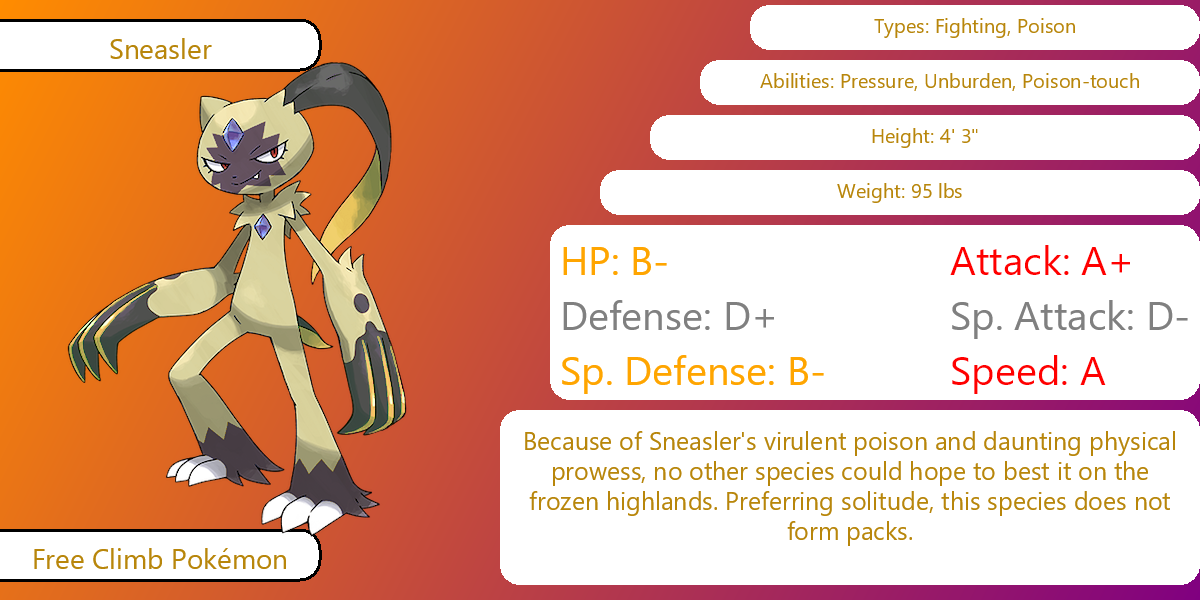 Sneasler
Types: Fighting, Poison
Abilities: Pressure, Unburden, Poison-touch
Height: 4' 3"
Weight: 95 lbs
HP: B-
Attack: A+
Defense: D+
Sp. Attack: D-
Sp. Defense: B-
Speed: A
Because of Sneasler's virulent poison and daunting physical
prowess, no other species could hope to best it on the
frozen highlands. Preferring solitude, this species does not
form packs.
Free Climb Pokémon